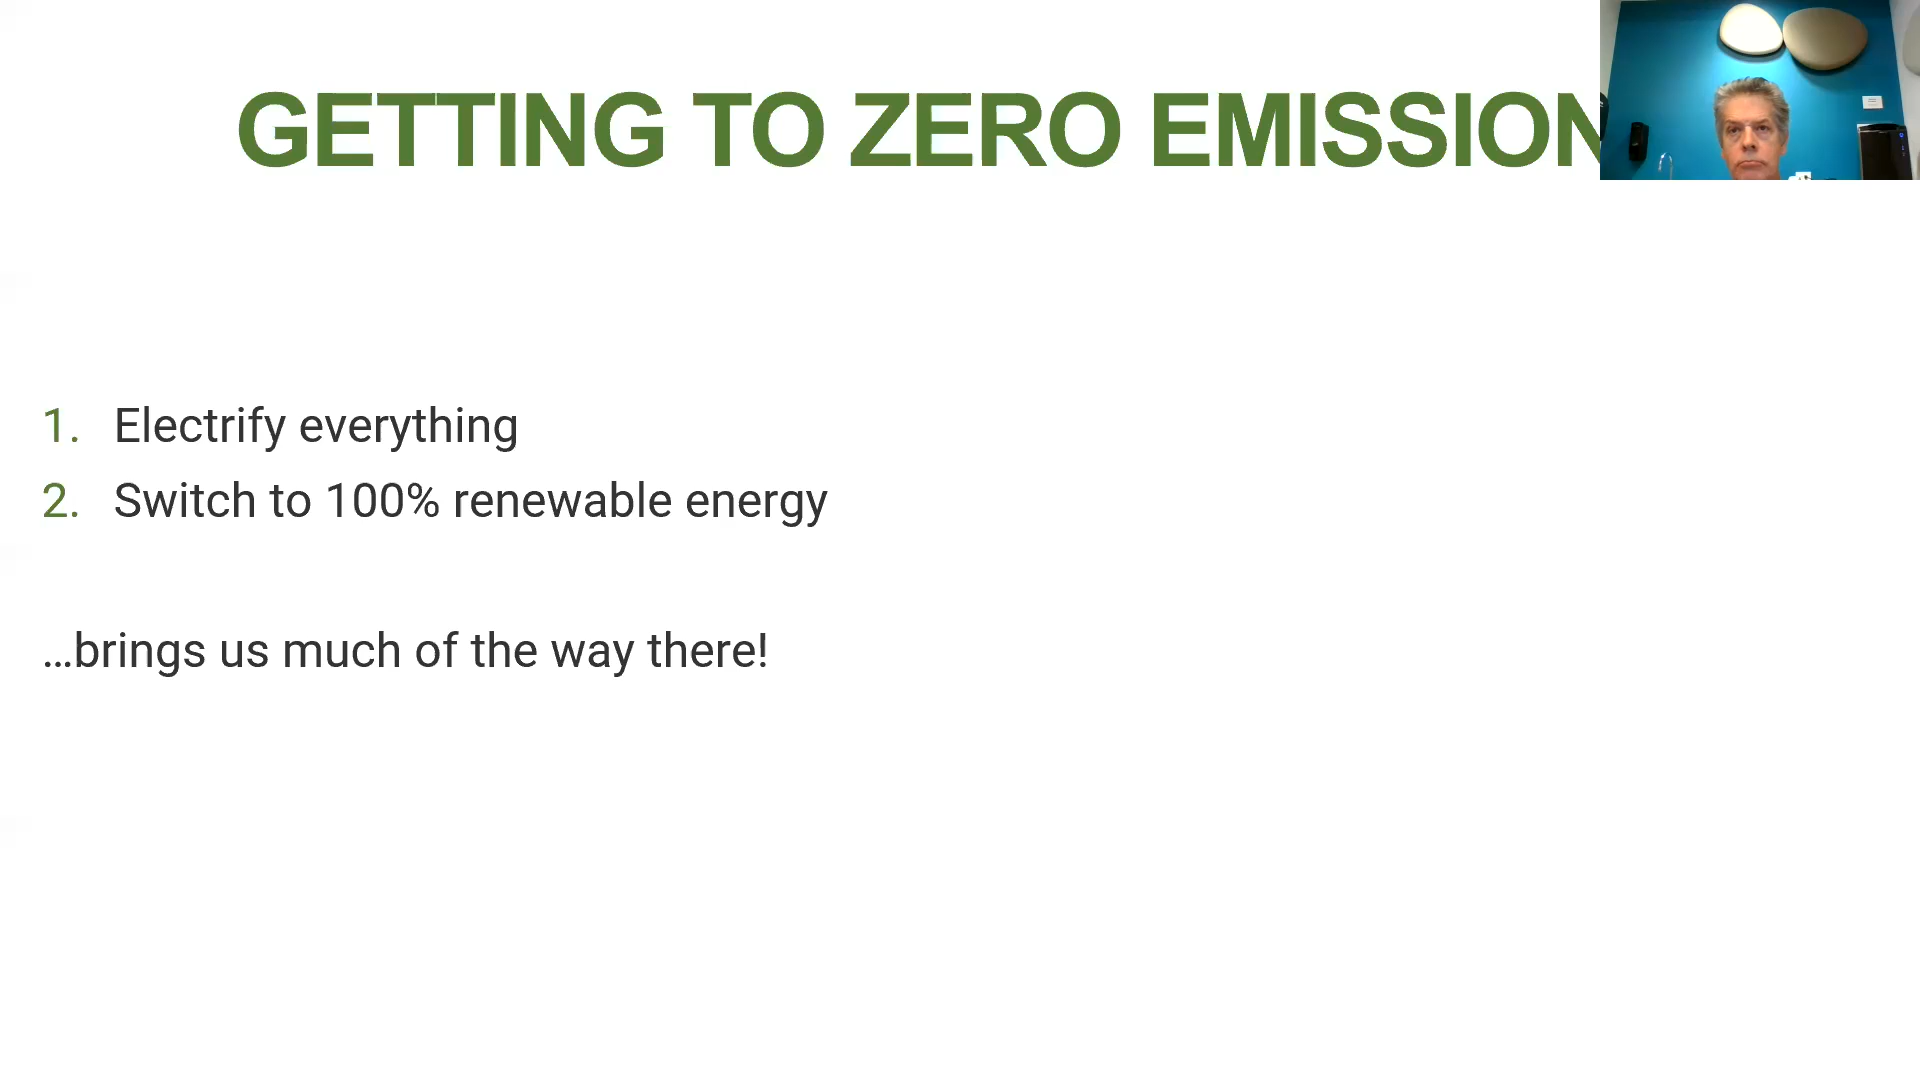 GETTING TO ZERO EMISSION
1. Electrify everything
2. Switch to 100% renewable energy
...brings us much of the way there!